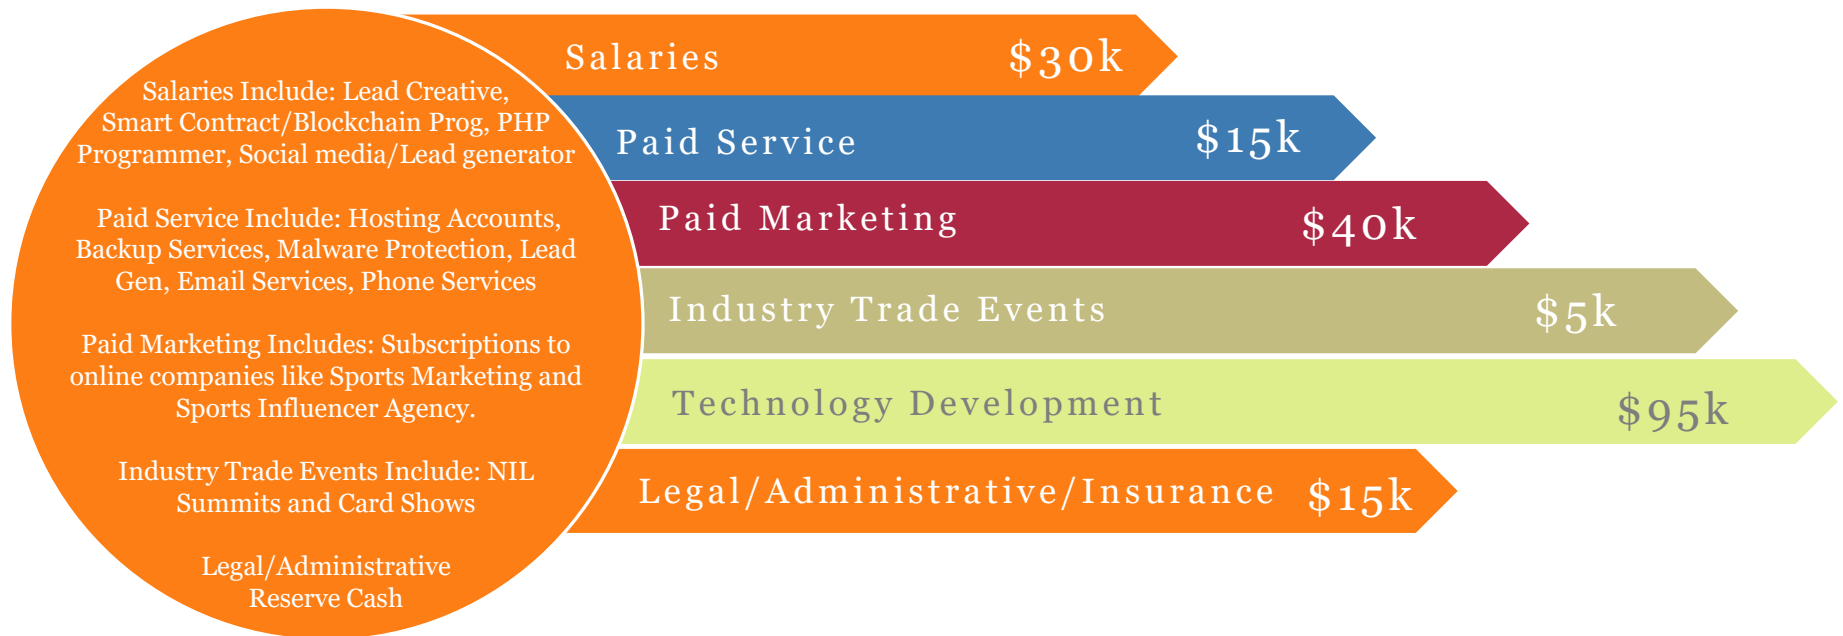 Salaries Include: Lead Creative,
Smart Contract/Blockchain Prog, PHP
Programmer, Social media/Lead generator
Paid Service Include: Hosting Accounts,
Backup Services, Malware Protection, Lead
Gen, Email Services, Phone Services
Paid Marketing Includes: Subscriptions to
online companies like Sports Marketing and
Sports Influencer Agency.
Industry Trade Events Include: NIL
Summits and Card Shows
Legal/Administrative
Reserve Cash
Salaries $30k
Paid Service $15k
Paid Marketing $40k
Industry Trade Events $5k
Technology Development $95k
Legal/Administrative/Insurance $15k